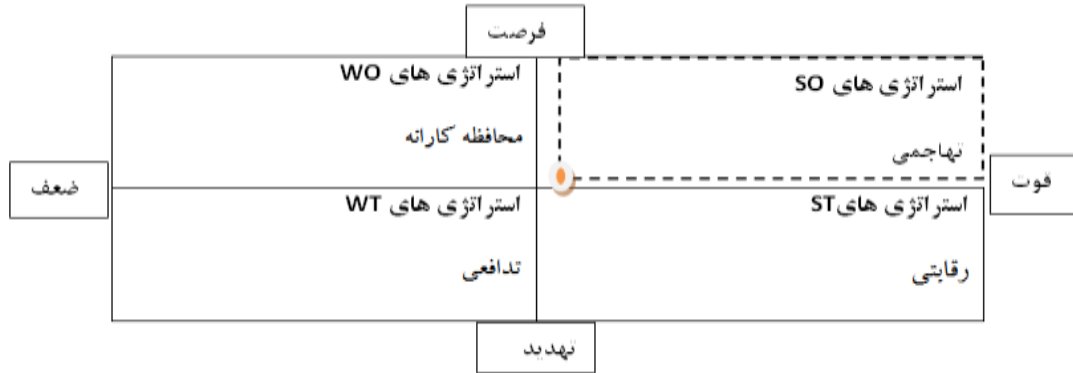 فرصت
استراتژی های SO
تهاجمی
استراتژی های WO
محافظه کارانه
قوت
ضعف
استراتژی هایST
رقابتی
استراتژی های WT
تدافعی
تهدید